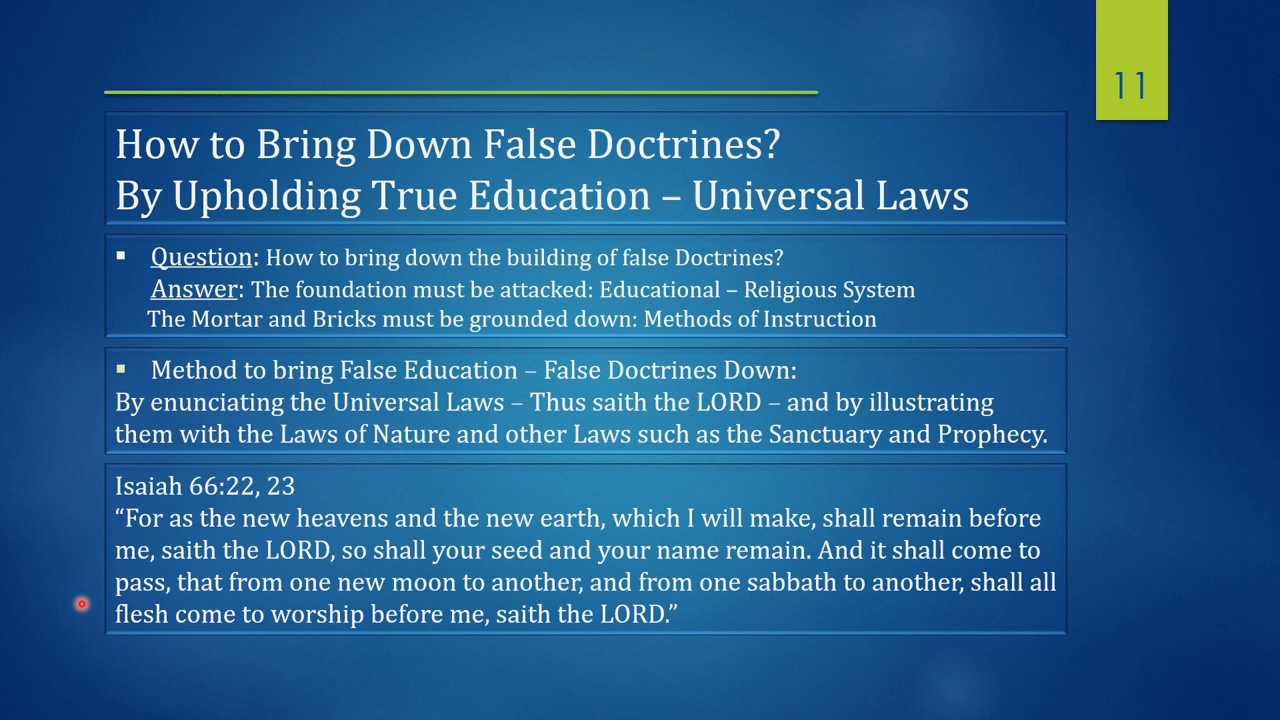 11
How to Bring Down False Doctrines?
By Upholding True Education – Universal Laws
▪ Question: How to bring down the building of false Doctrines?
Answer: The foundation must be attacked: Educational – Religious System
The Mortar and Bricks must be grounded down: Methods of Instruction
▪ Method to bring False Education – False Doctrines Down:
By enunciating the Universal Laws – Thus saith the LORD – and by illustrating
them with the Laws of Nature and other Laws such as the Sanctuary and Prophecy.
Isaiah 66:22, 23
“For as the new heavens and the new earth, which I will make, shall remain before
me, saith the LORD, so shall your seed and your name remain. And it shall come to
pass, that from one new moon to another, and from one sabbath to another, shall all
flesh come to worship before me, saith the LORD.”